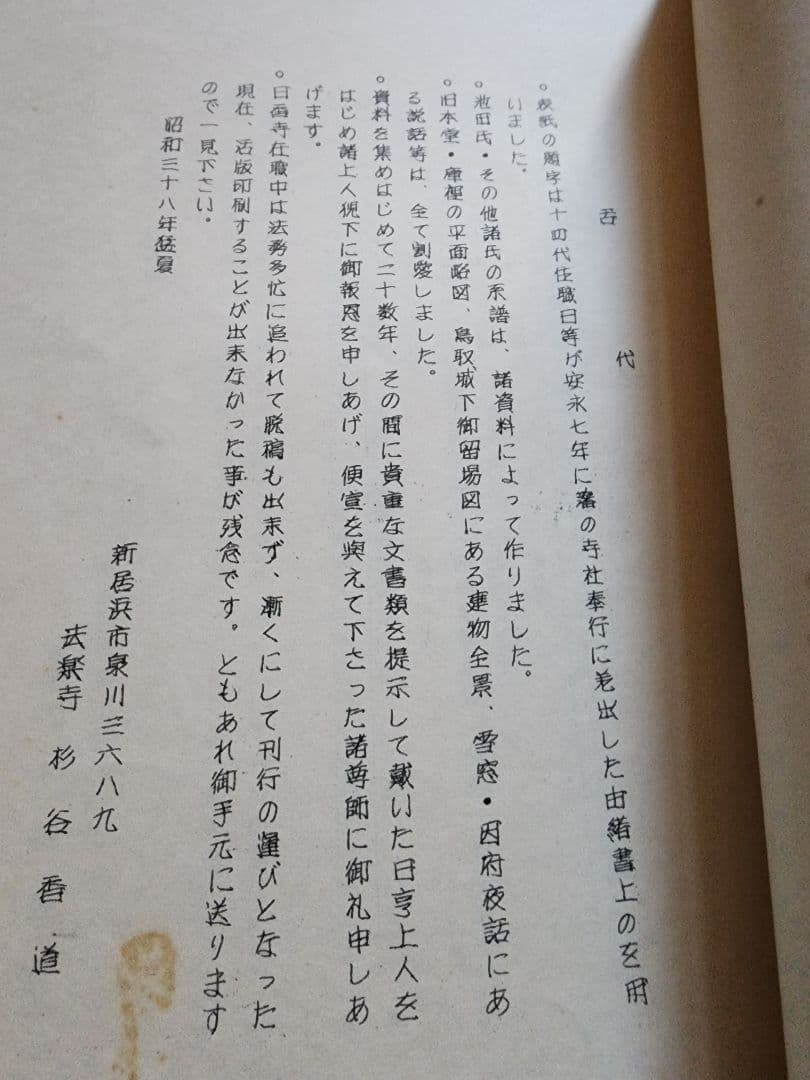 舌代
○表紙の題字は十四代住職日等が安永七年に藩の寺社奉行に差出した由緒書上のを用
いました。
○池田氏・その他諸氏の系譜は、諸資料によって作りました。
○旧本堂・庫裡の平面略図、鳥取城下御留場図にある建物全景、雪窓・因府夜話にあ
る説話等は、全て割愛しました。
○資料を集めはじめて二十数年、その間に貴重な文書類を提示して戴いた日亨上人を
はじめ諸上人猊下に御報恩を申しあげ、便宜を與えて下さった諸尊師に御礼申しあ
げます。
○日香寺在職中は法務多忙に追われて脱稿も出来ず、漸くにして刊行の運びとなった
現在、活版印刷することが出来なかった事が残念です。ともあれ御手元に送ります
ので一見下さい。
昭和三十八年猛夏
新居浜市泉川三六八九
法楽寺 杉谷香道